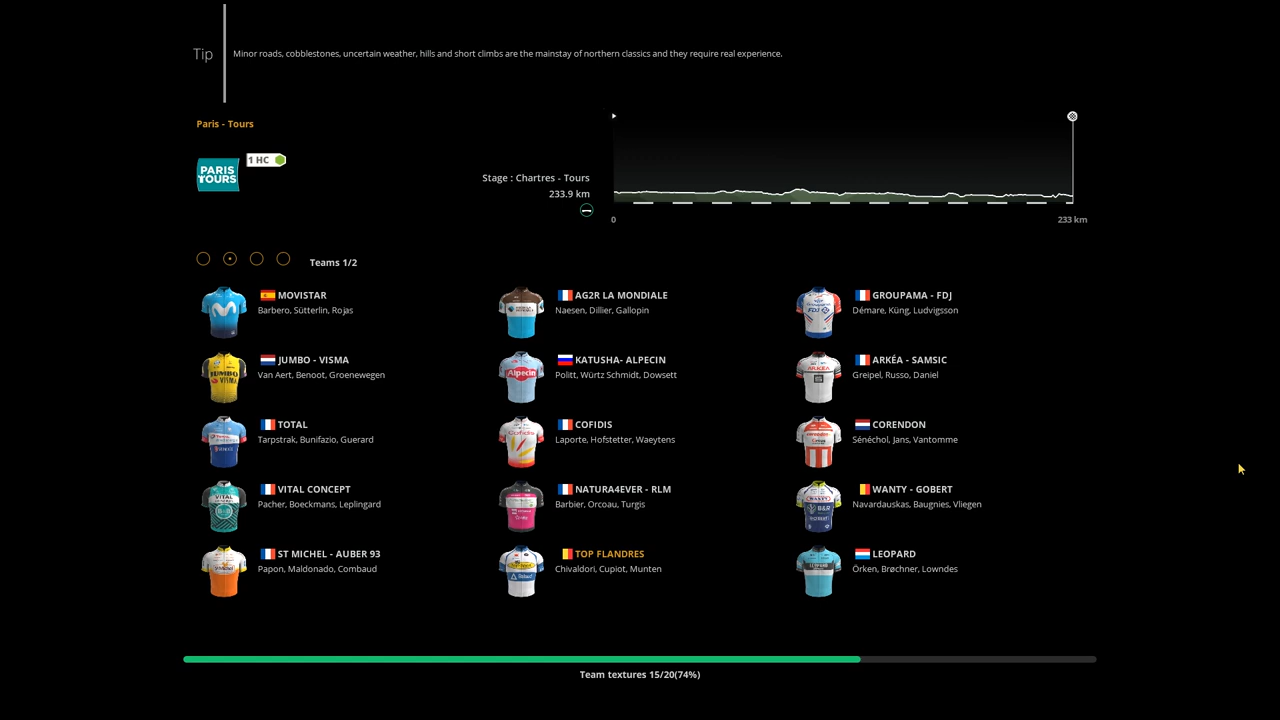 Tip
Minor roads, cobblestones, uncertain weather, hills and short climbs are the mainstay of northern classics and they require real experience.
Paris - Tours
1 HC
PARIS
TOURS
Stage : Chartres - Tours
233.9 km
0
233 km
Teams 1/2
MOVISTAR
Barbero, Sütterlin, Rojas
AG2R LA MONDIALE
Naesen, Dillier, Gallopin
GROUPAMA - FDJ
Démare, Küng, Ludvigsson
JUMBO - VISMA
Van Aert, Benoot, Groenewegen
KATUSHA- ALPECIN
Politt, Würtz Schmidt, Dowsett
ARKÉA - SAMSIC
Greipel, Russo, Daniel
TOTAL
Tarpstrak, Bunifazio, Guerard
COFIDIS
Laporte, Hofstetter, Waeytens
CORENDON
Sénéchol, Jans, Vantomme
VITAL CONCEPT
Pacher, Boeckmans, Leplingard
NATURA4EVER - RLM
Barbier, Orcoau, Turgis
WANTY - GOBERT
Navardauskas, Baugnies, Vliegen
ST MICHEL - AUBER 93
Papon, Maldonado, Combaud
TOP FLANDRES
Chivaldori, Cupiot, Munten
LEOPARD
Örken, Brøchner, Lowndes
Team textures 15/20(74%)